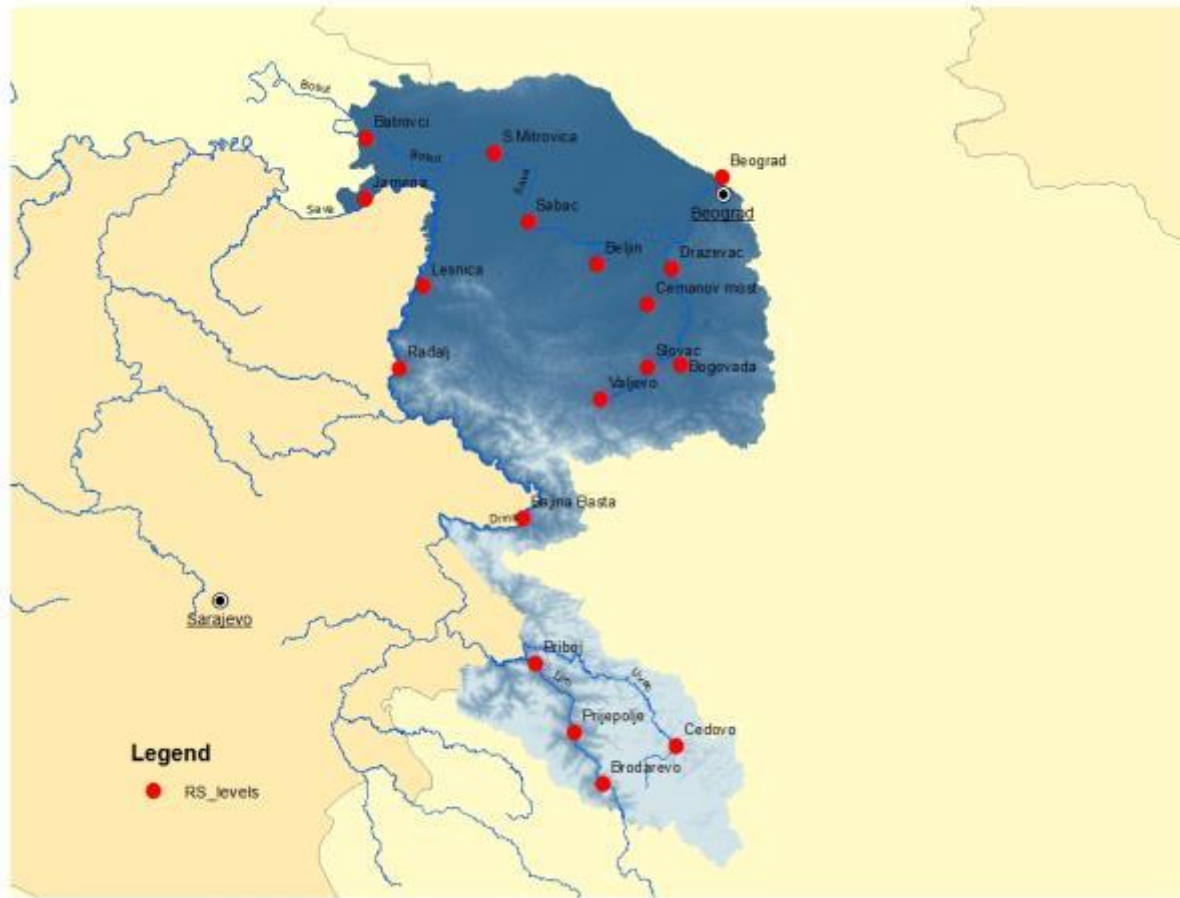 Bosut
Batrovci
S.Mitrovica
Bosut
Beograd
Jamena
Sava
Sava
Beograd
Sabac
Beljin
Drazevac
Lesnica
Cemanov most
Radalj
Slovac
Bogovada
Valjevo
Bajina Basta
Drina
Sarajevo
Priboj
Lim
Uvac
Prijepolje
Cedovo
Brodarevo
Legend
RS_levels